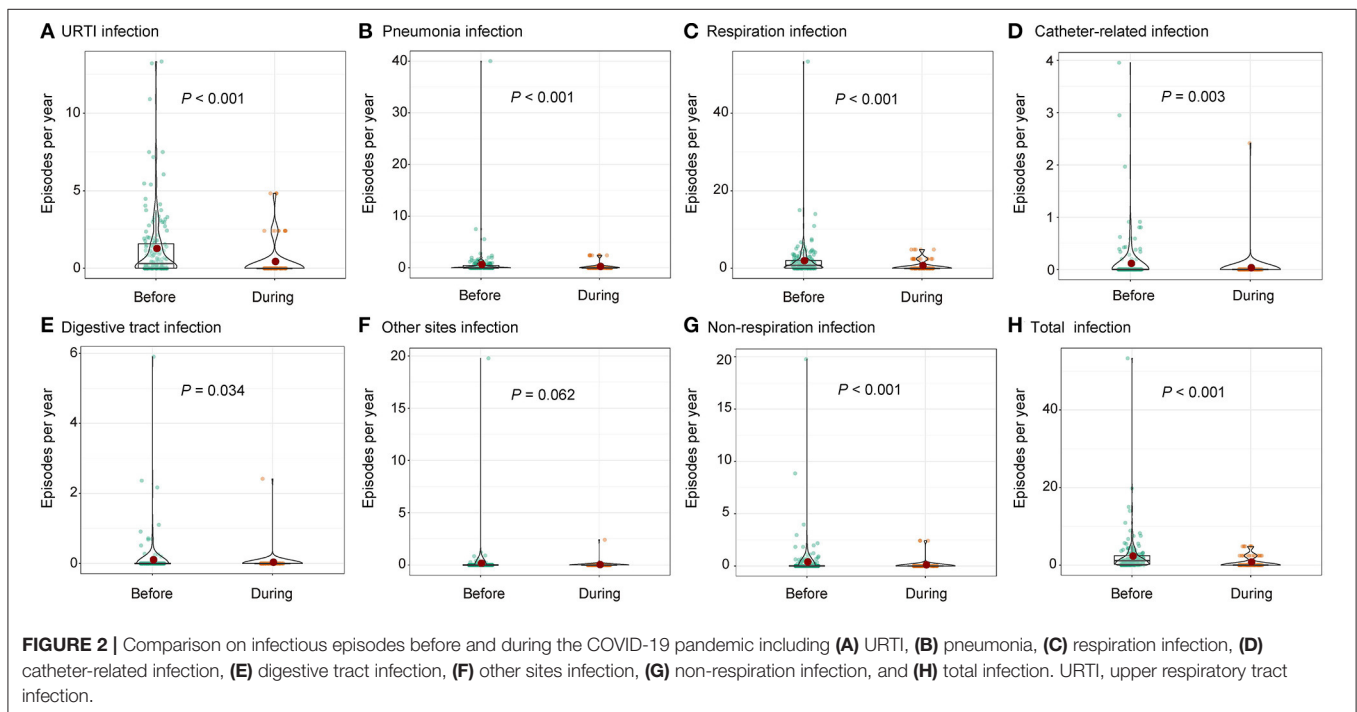 A URTI infection
Episodes per year
10
5
0
P < 0.001
Before During
B Pneumonia infection
Episodes per year
40
30
20
10
0
P < 0.001
Before During
C Respiration infection
Episodes per year
40
20
0
P < 0.001
Before During
D Catheter-related infection
Episodes per year
4
3
2
1
0
P = 0.003
Before During
E Digestive tract infection
Episodes per year
6
4
2
0
P = 0.034
Before During
F Other sites infection
Episodes per year
20
15
10
5
0
P = 0.062
Before During
G Non-respiration infection
Episodes per year
20
15
10
5
0
P < 0.001
Before During
H Total infection
Episodes per year
40
20
0
P < 0.001
Before During
FIGURE 2 | Comparison on infectious episodes before and during the COVID-19 pandemic including (A) URTI, (B) pneumonia, (C) respiration infection, (D)
catheter-related infection, (E) digestive tract infection, (F) other sites infection, (G) non-respiration infection, and (H) total infection. URTI, upper respiratory tract
infection.